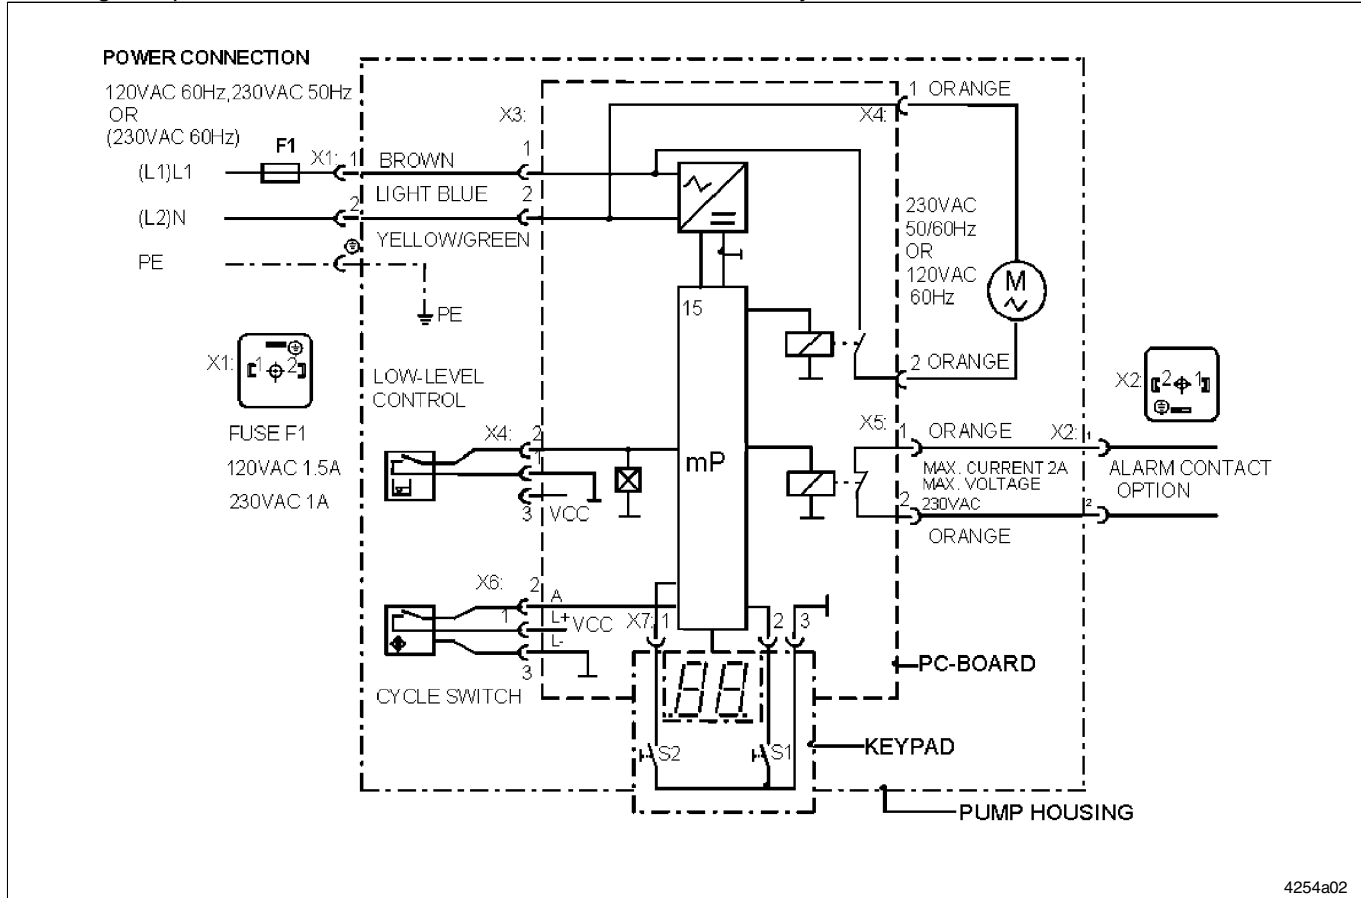 POWER CONNECTION
120VAC 60Hz,230VAC 50Hz
OR
(230VAC 60Hz)
F1
X1: 1
BROWN
X3:
1
(L1)L1
LIGHT BLUE
2
2
(L2)N
YELLOW/GREEN
PE
PE
X4:
1 ORANGE
230VAC
50/60Hz
OR
120VAC
60Hz
M
15
mP
2 ORANGE
X1:
1 2
FUSE F1
120VAC 1.5A
230VAC 1A
LOW-LEVEL
CONTROL
X4: 2
1
3 VCC
X5: 1 ORANGE
X2: 1
MAX. CURRENT 2A
MAX. VOLTAGE
230VAC
2
ORANGE
2
X2:
2 1
ALARM CONTACT
OPTION
X6: 2 A
1 L+ VCC
L-
3
CYCLE SWITCH
X7: 1
2 3
S2
S1
PC-BOARD
KEYPAD
PUMP HOUSING
4254a02